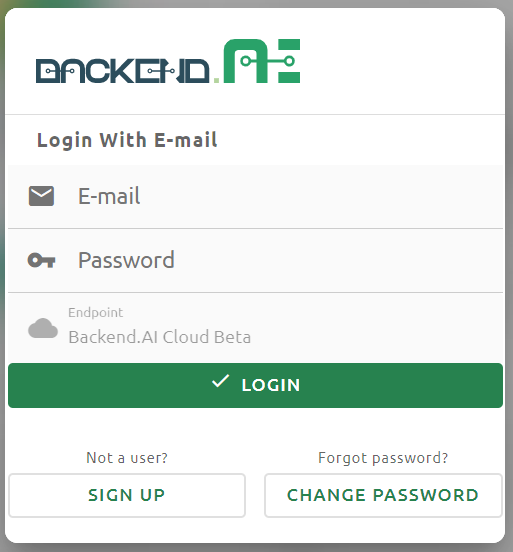 BACKEND.AI
Login With E-mail
E-mail
Password
Endpoint
Backend.AI Cloud Beta
LOGIN
Not a user?
Forgot password?
SIGN UP
CHANGE PASSWORD